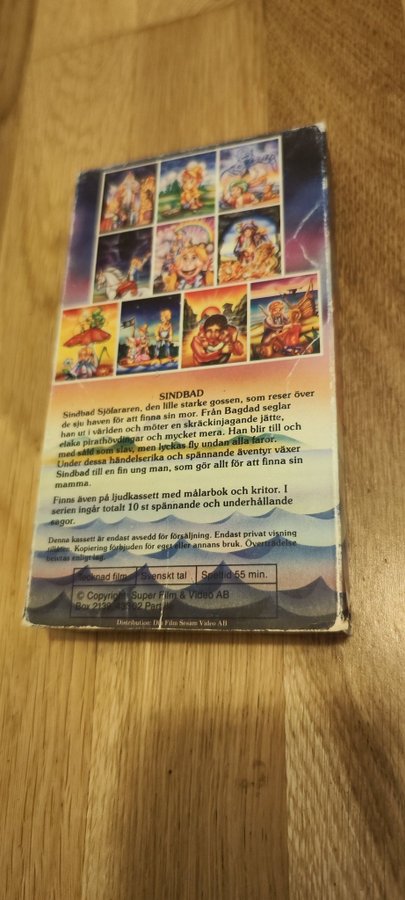 SINDBAD
Sindbad Sjöfararen, den lille starke gossen, som reser över
de sju haven för att finna sin mor. Från Bagdad seglar
han ut i världen och möter en skräckinjagande jätte,
elaka pirathövdingar och mycket mera. Han blir till och
med såld som slav, men lyckas fly undan alla faror.
Under dessa händelserika och spännande äventyr växer
Sindbad till en fin ung man, som gör allt för att finna sin
mamma.
Finns även på ljudkassett med målarbok och kritor. I
serien ingår totalt 10 st spännande och underhållande
sagor.
Denna kassett är endast avsedd för försäljning. Endast privat visning
tillåten. Kopiering förbjuden för eget eller annans bruk. Överträdelse
beivras enligt lag.
Tecknad film Svenskt tal Speltid 55 min.
© Copyright Super Film & Video AB
Box 2139, 433 02 Partille
Distribution: Film Sesam Video AB